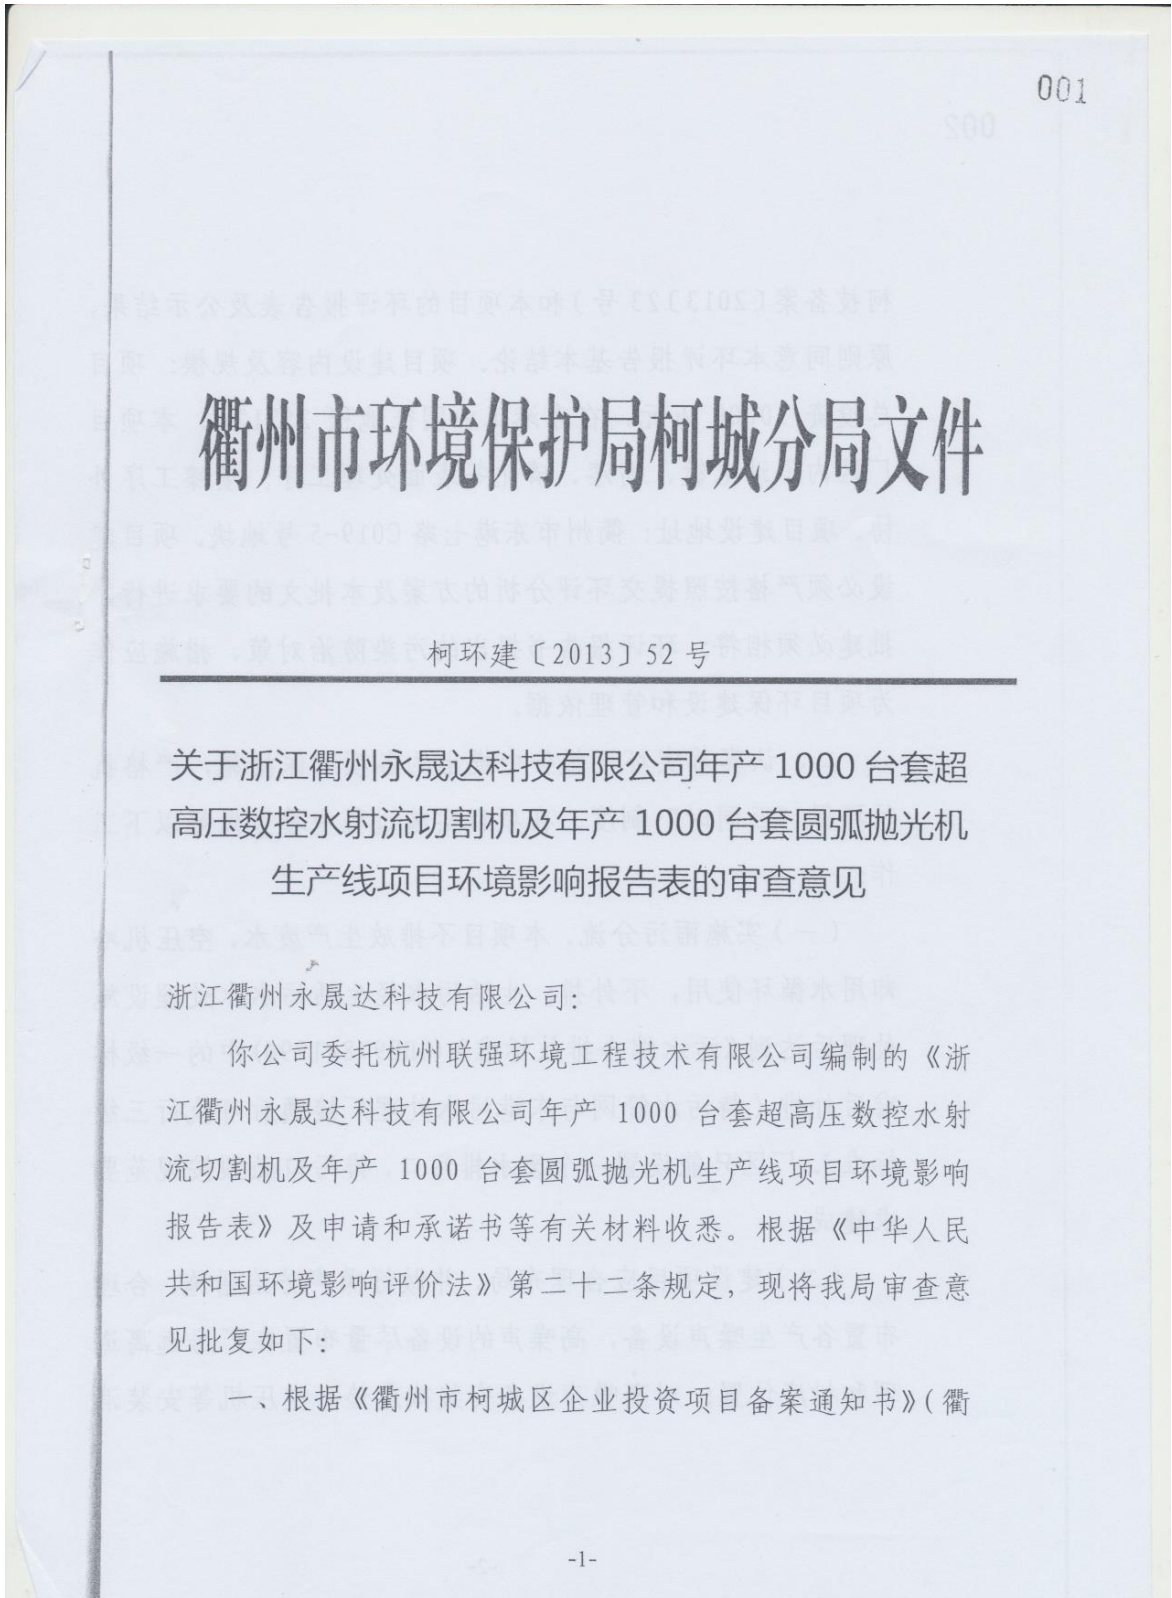 001
002
衢州市环境保护局柯城分局文件
柯环建〔2013〕52号
关于浙江衢州永晟达科技有限公司年产 1000 台套超
高压数控水射流切割机及年产 1000 台套圆弧抛光机
生产线项目环境影响报告表的审查意见
浙江衢州永晟达科技有限公司：
你公司委托杭州联强环境工程技术有限公司编制的《浙
江衢州永晟达科技有限公司年产 1000 台套超高压数控水射
流切割机及年产 1000 台套圆弧抛光机生产线项目环境影响
报告表》及申请和承诺书等有关材料收悉。根据《中华人民
共和国环境影响评价法》第二十二条规定，现将我局审查意
见批复如下：
一、根据《衢州市柯城区企业投资项目备案通知书》（衢
-1-